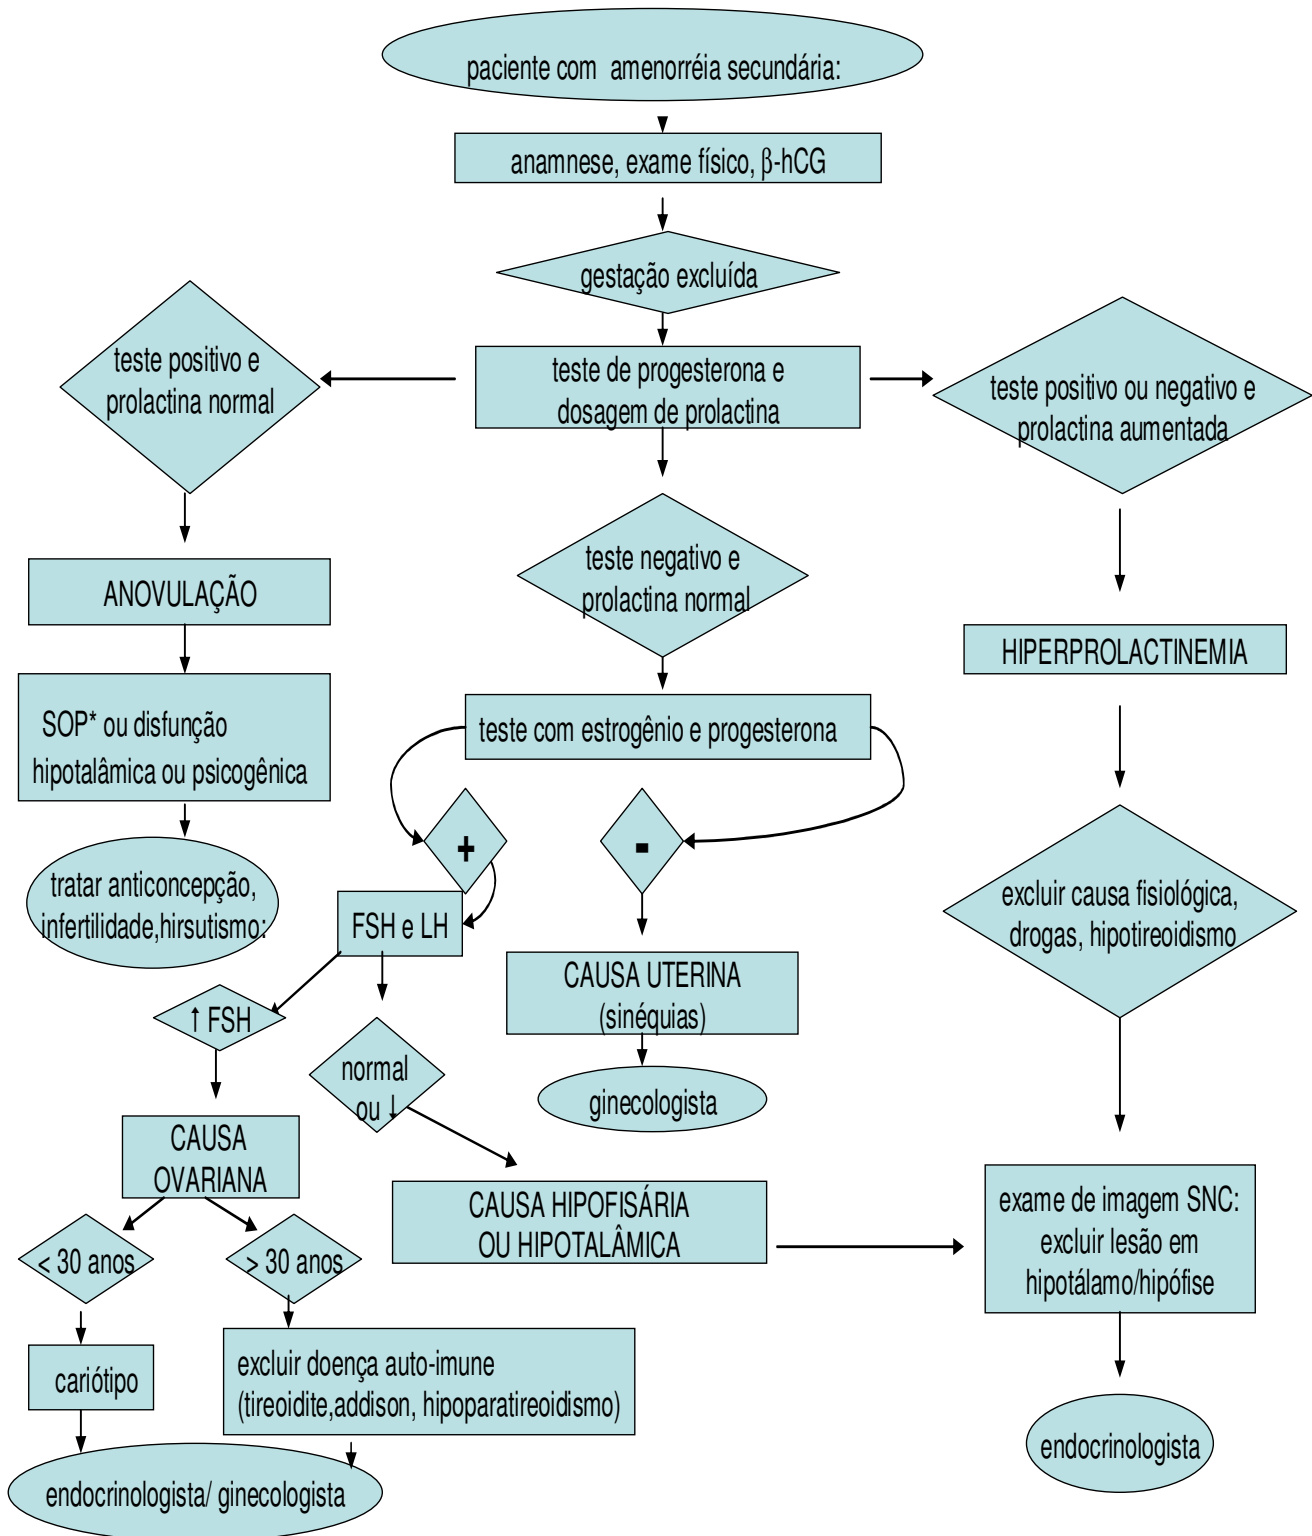 paciente com amenorréia secundária:
anamnese, exame físico, β-hCG
gestação excluída
teste positivo e
prolactina normal
teste de progesterona e
dosagem de prolactina
teste positivo ou negativo e
prolactina aumentada
teste negativo e
prolactina normal
ANOVULAÇÃO
HIPERPROLACTINEMIA
SOP* ou disfunção
hipotalâmica ou psicogênica
teste com estrogênio e progesterona
+
-
tratar anticoncepção,
infertilidade,hirsutismo:
FSH e LH
excluir causa fisiológica,
drogas, hipotireoidismo
CAUSA UTERINA
(sinéquias)
↑ FSH
normal
ou ↓
ginecologista
CAUSA
OVARIANA
CAUSA HIPOFISÁRIA
OU HIPOTALÂMICA
exame de imagem SNC:
excluir lesão em
hipotálamo/hipófise
< 30 anos
> 30 anos
cariótipo
excluir doença auto-imune
(tireoidite,addison, hipoparatireoidismo)
endocrinologista
endocrinologista/ ginecologista